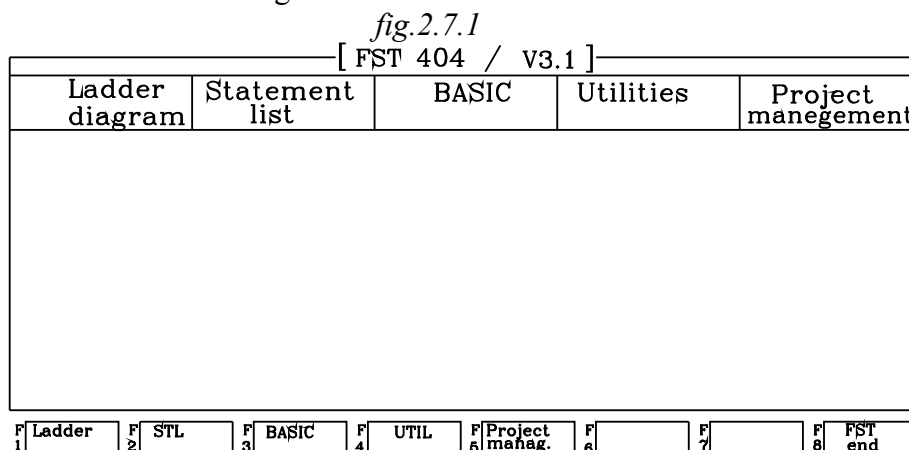 fig.2.7.1
[ FST 404 / V3.1 ]
Ladder diagram Statement list BASIC Utilities Project manegement
F1 Ladder F2 STL F3 BASIC F4 UTIL F5 Project manag. F6 F7 F8 FST end